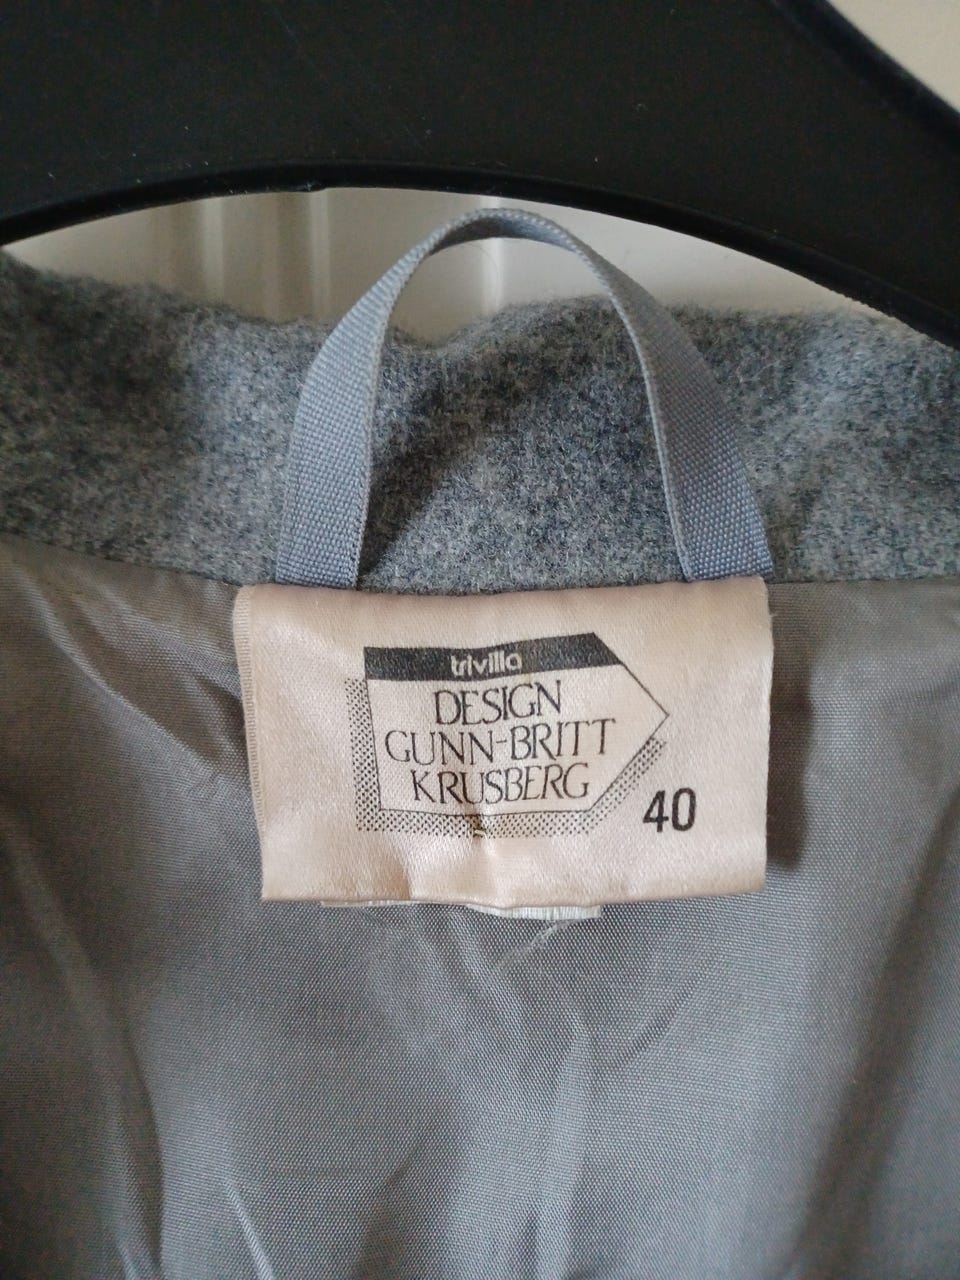 trivilla
DESIGN
GUNN-BRITT
KRUSBERG
40